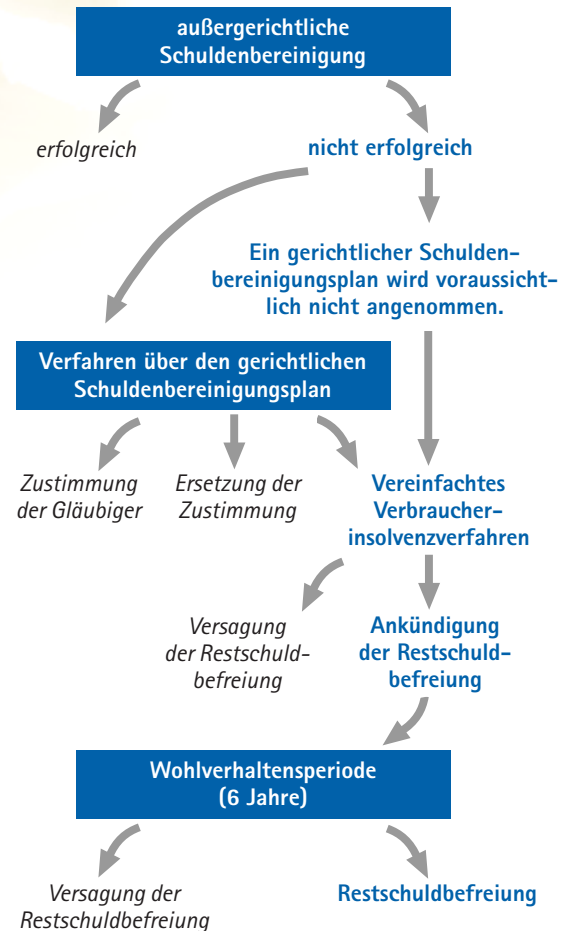 außergerichtliche
Schuldenbereinigung
erfolgreich
nicht erfolgreich
Ein gerichtlicher Schulden-
bereinigungsplan wird voraussicht-
lich nicht angenommen.
Verfahren über den gerichtlichen
Schuldenbereinigungsplan
Zustimmung
der Gläubiger
Ersetzung der
Zustimmung
Vereinfachtes
Verbraucher-
insolvenzverfahren
Versagung
der Restschuld-
befreiung
Ankündigung
der Restschuld-
befreiung
Wohlverhaltensperiode
(6 Jahre)
Versagung der
Restschuldbefreiung
Restschuldbefreiung